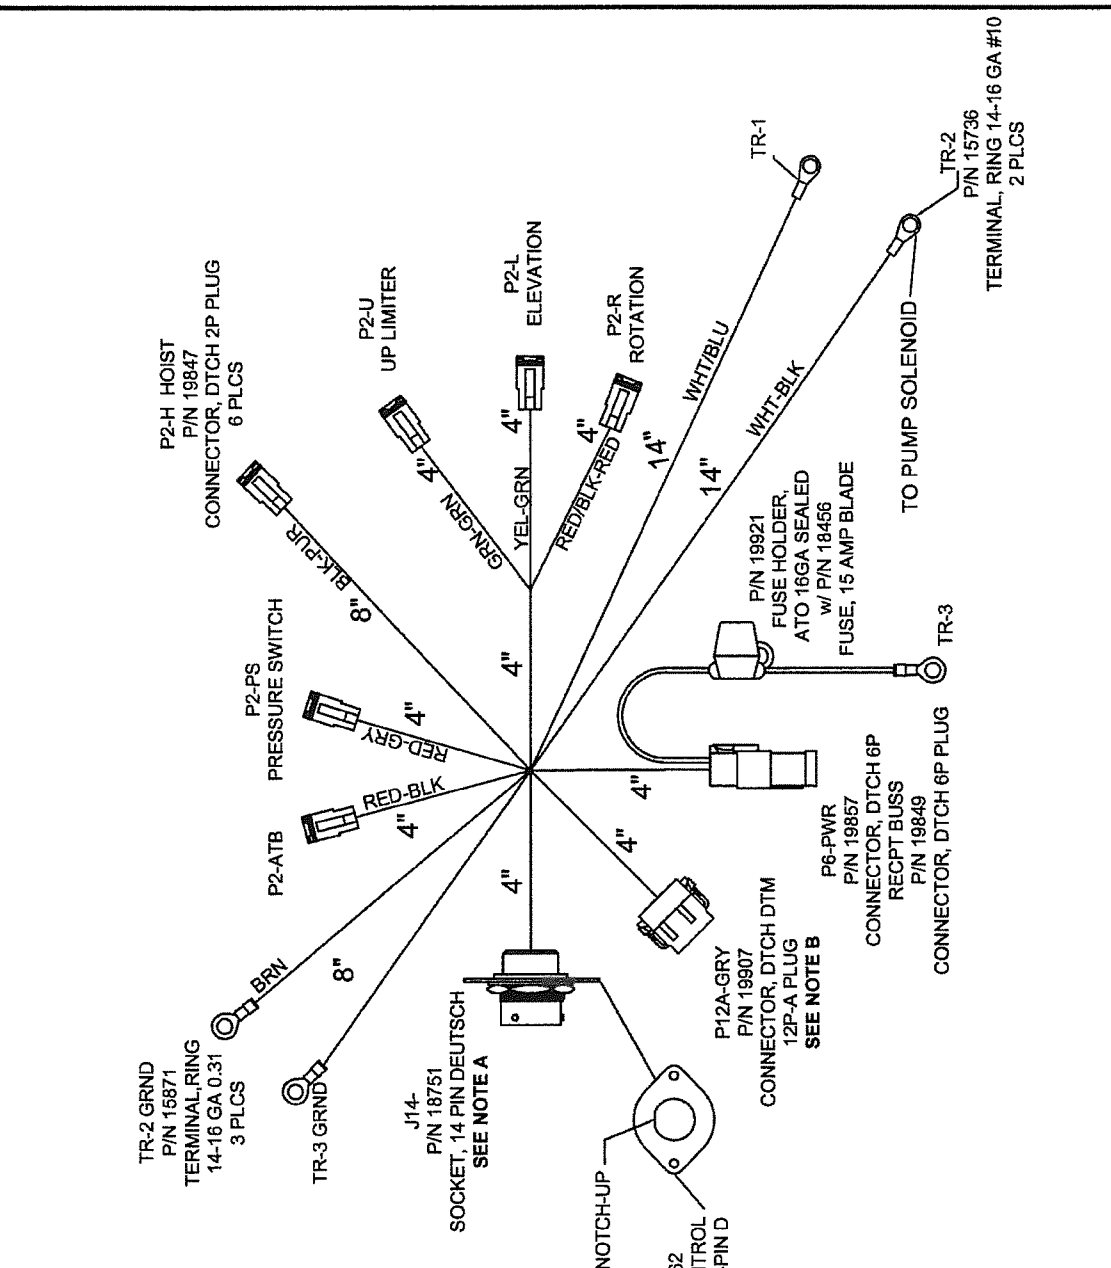 P2-H HOIST
P/N 19847
CONNECTOR, DTCH 2P PLUG
6 PLCS
P2-U
UP LIMITER
P2-L
ELEVATION
P2-R
ROTATION
TR-1
TR-2
P/N 15736
TERMINAL, RING 14-16 GA #10
2 PLCS
TO PUMP SOLENOID
P2-PS
PRESSURE SWITCH
P2-ATB
BLK-PUR
8"
GRN-GRN
4"
YEL-GRN
4"
RED/BLK-RED
4"
4"
WHT/BLU
14"
WHT-BLK
14"
RED-GRY
4"
RED-BLK
4"
BRN
8"
4"
4"
4"
P/N 19921
FUSE HOLDER,
ATO 16GA SEALED
w/ P/N 18456
FUSE, 15 AMP BLADE
TR-3
P6-PWR
P/N 19857
CONNECTOR, DTCH 6P
RECPT BUSS
P/N 19849
CONNECTOR, DTCH 6P PLUG
P12A-GRY
P/N 19907
CONNECTOR, DTCH DTM
12P-A PLUG
SEE NOTE B
TR-2 GRND
P/N 15871
TERMINAL,RING
14-16 GA 0.31
3 PLCS
TR-3 GRND
J14-
P/N 18751
SOCKET, 14 PIN DEUTSCH
SEE NOTE A
NOTCH-UP